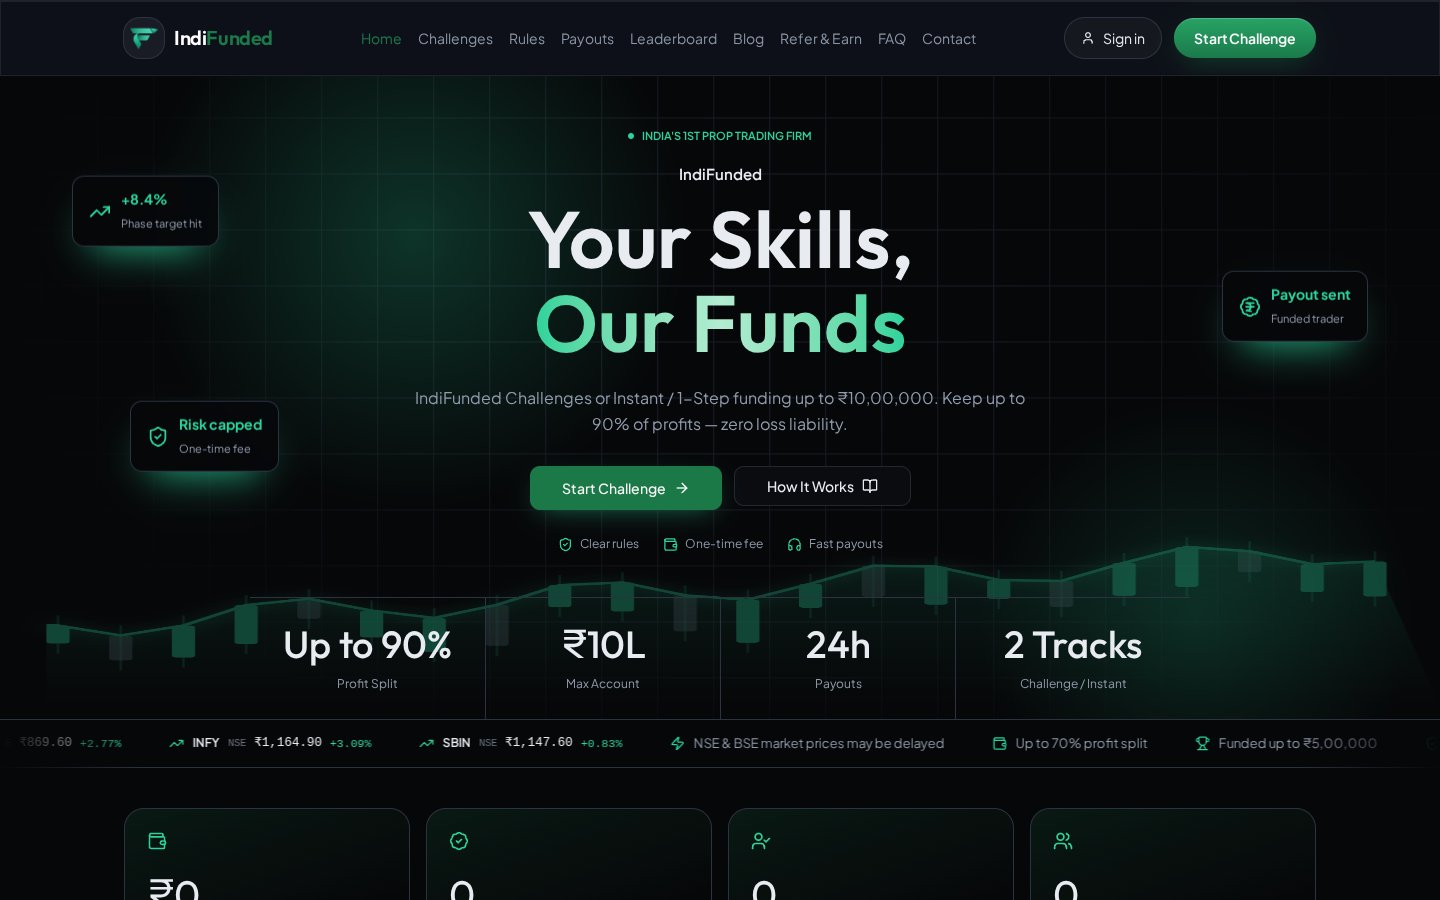 IndiFunded
Home Challenges Rules Payouts Leaderboard Blog Refer & Earn FAQ Contact
Sign in
Start Challenge
INDIA'S 1ST PROP TRADING FIRM
IndiFunded
Your Skills,
Our Funds
+8.4%
Phase target hit
Payout sent
Funded trader
Risk capped
One-time fee
IndiFunded Challenges or Instant / 1-Step funding up to ₹10,00,000. Keep up to
90% of profits — zero loss liability.
Start Challenge
How It Works
Clear rules One-time fee Fast payouts
Up to 90%
Profit Split
₹10L
Max Account
24h
Payouts
2 Tracks
Challenge / Instant
₹869.60 +2.77% INFY NSE ₹1,164.90 +3.09% SBIN NSE ₹1,147.60 +0.83% NSE & BSE market prices may be delayed Up to 70% profit split Funded up to ₹5,00,000
₹0 0 0 0